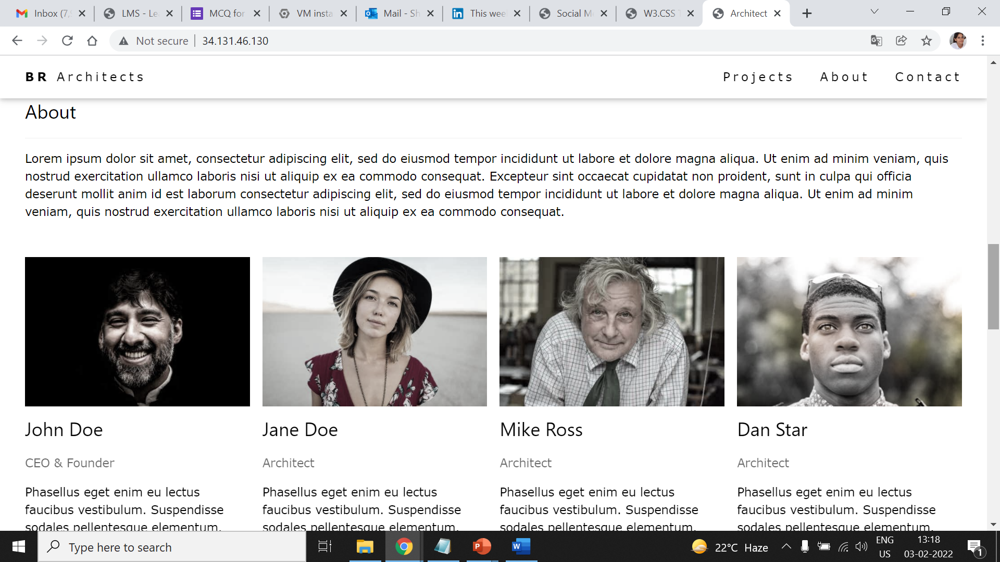 Inbox (7,
LMS - Le
MCQ for
VM insta
Mail - Sh
This wee
Social M
W3.CSS
Architect
Not secure
34.131.46.130
BR Architects
Projects
About
Contact
About
Lorem ipsum dolor sit amet, consectetur adipiscing elit, sed do eiusmod tempor incididunt ut labore et dolore magna aliqua. Ut enim ad minim veniam, quis
nostrud exercitation ullamco laboris nisi ut aliquip ex ea commodo consequat. Excepteur sint occaecat cupidatat non proident, sunt in culpa qui officia
deserunt mollit anim id est laborum consectetur adipiscing elit, sed do eiusmod tempor incididunt ut labore et dolore magna aliqua. Ut enim ad minim
veniam, quis nostrud exercitation ullamco laboris nisi ut aliquip ex ea commodo consequat.
John Doe
CEO & Founder
Phasellus eget enim eu lectus
faucibus vestibulum. Suspendisse
sodales pellentesque elementum.
Jane Doe
Architect
Phasellus eget enim eu lectus
faucibus vestibulum. Suspendisse
sodales pellentesque elementum.
Mike Ross
Architect
Phasellus eget enim eu lectus
faucibus vestibulum. Suspendisse
sodales pellentesque elementum.
Dan Star
Architect
Phasellus eget enim eu lectus
faucibus vestibulum. Suspendisse
sodales pellentesque elementum.
Type here to search
22°C Haze
ENG
US
13:18
03-02-2022
1